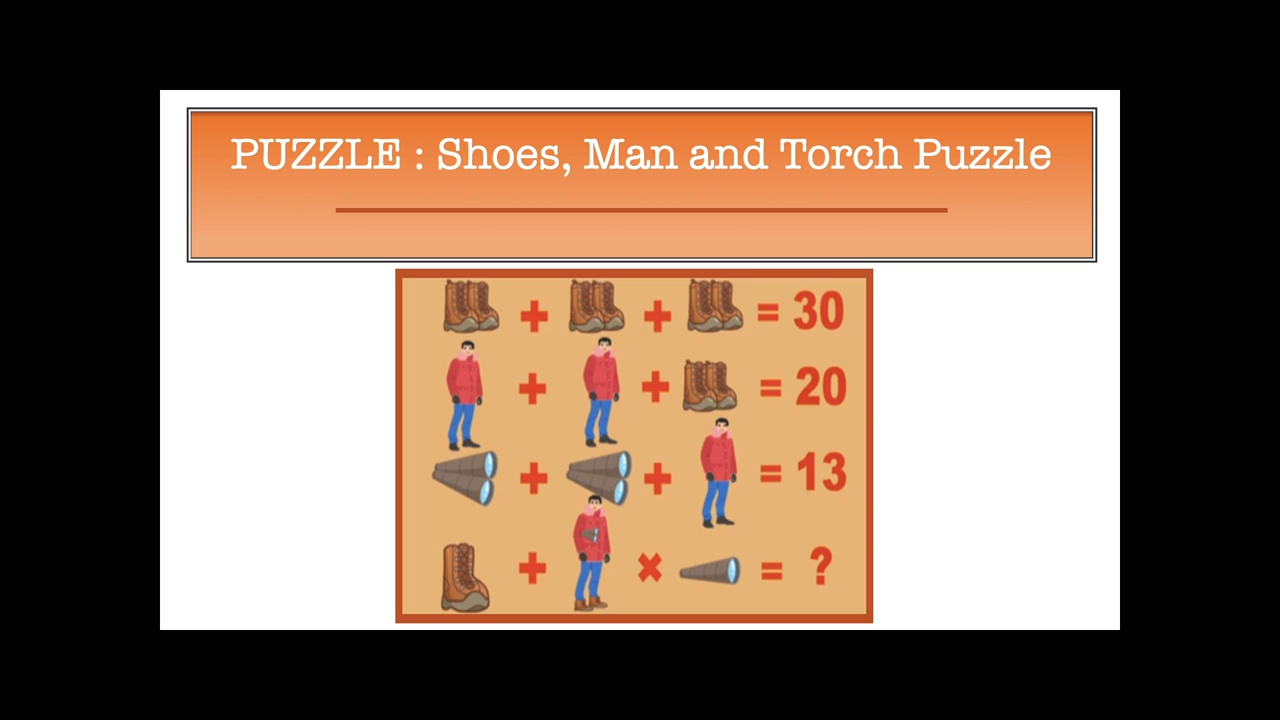 PUZZLE : Shoes, Man and Torch Puzzle
+ + = 30
+ + = 20
+ + = 13
+ × = ?